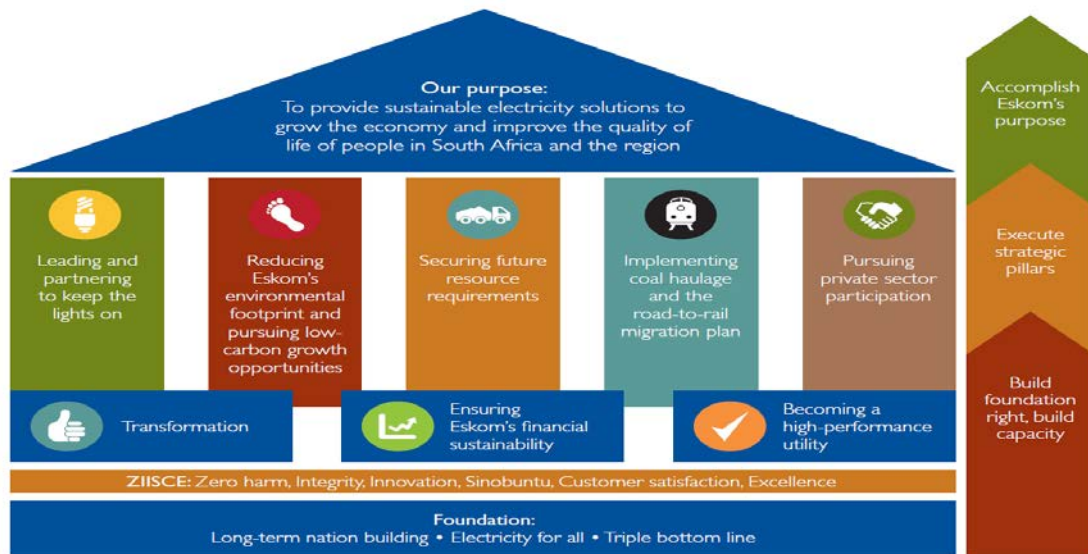 Our purpose:
To provide sustainable electricity solutions to
grow the economy and improve the quality of
life of people in South Africa and the region
Leading and
partnering
to keep the
lights on
Reducing
Eskom's
environmental
footprint and
pursuing low-
carbon growth
opportunities
Securing future
resource
requirements
Implementing
coal haulage
and the
road-to-rail
migration plan
Pursuing
private sector
participation
Transformation
Ensuring
Eskom's financial
sustainability
Becoming a
high-performance
utility
ZIISCE: Zero harm, Integrity, Innovation, Sinobuntu, Customer satisfaction, Excellence
Foundation:
Long-term nation building • Electricity for all • Triple bottom line
Accomplish
Eskom's
purpose
Execute
strategic
pillars
Build
foundation
right, build
capacity